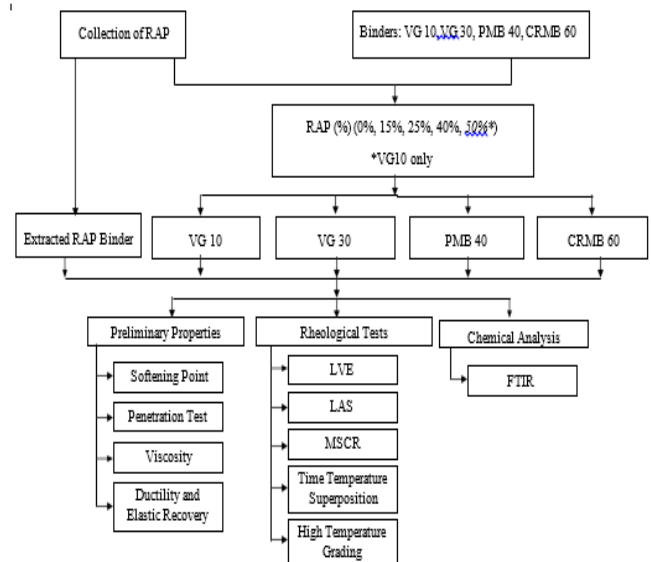 Collection of RAP
Binders: VG 10,VG 30, PMB 40, CRMB 60
RAP (%) (0%, 15%, 25%, 40%, 50%*)
*VG10 only
Extracted RAP Binder
VG 10
VG 30
PMB 40
CRMB 60
Preliminary Properties
Rheological Tests
Chemical Analysis
Softening Point
Penetration Test
Viscosity
Ductility and
Elastic Recovery
LVE
LAS
MSCR
Time Temperature
Superposition
High Temperature
Grading
FTIR